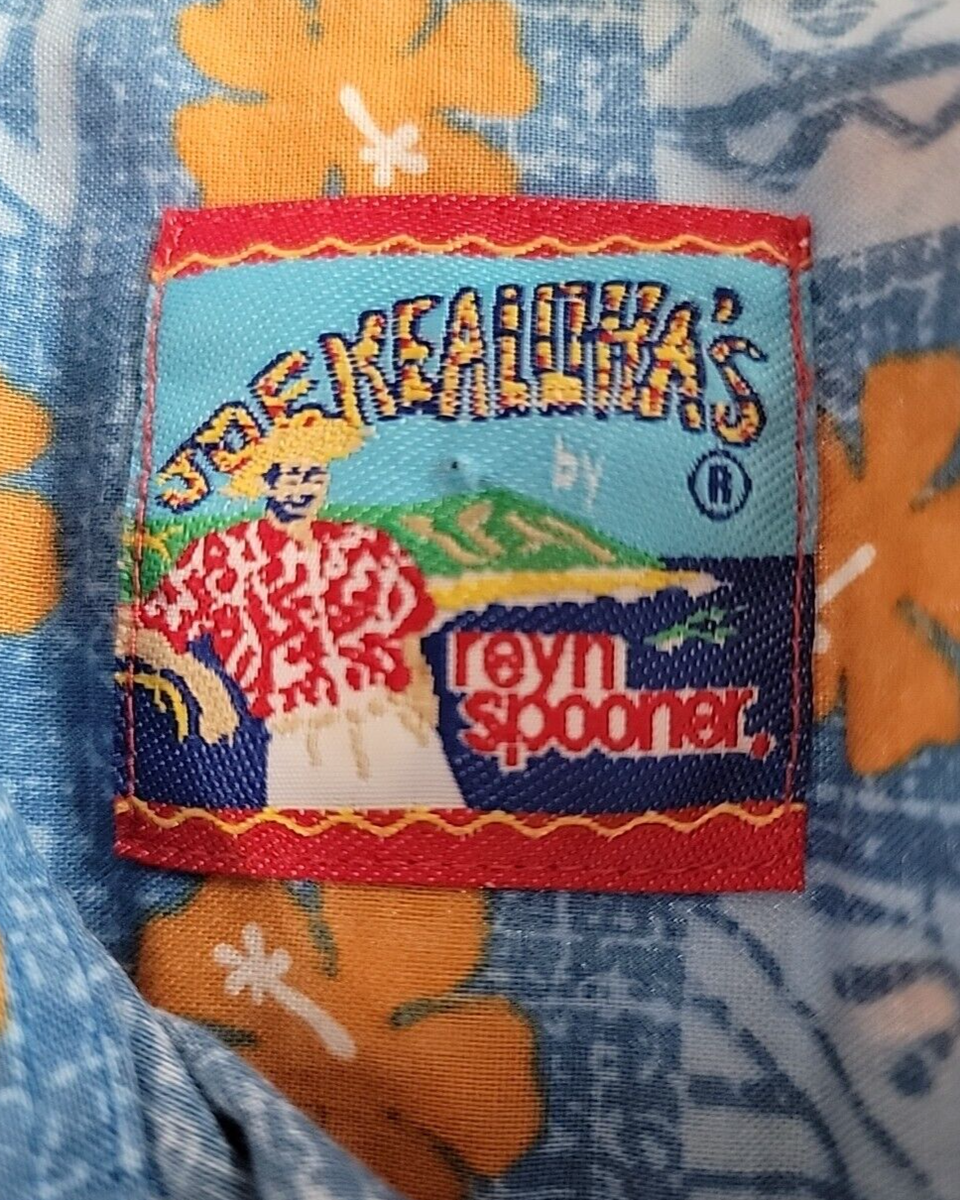 JOE KEALOHA'S
by ®
reyn
spooner.